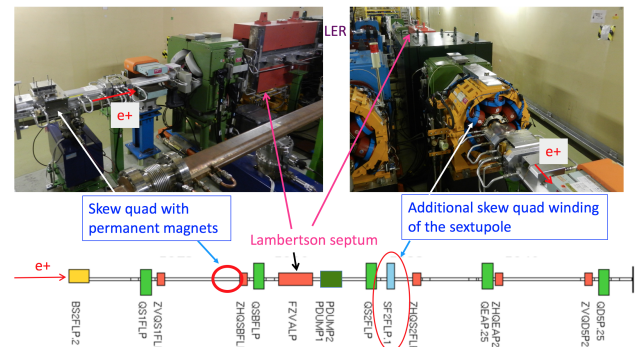 LER
e+
e+
Skew quad with
permanent magnets
Additional skew quad winding
of the sextupole
Lambertson septum
e+
BS2FLP.2
QS1FLP
ZVQS1FL
ZHQSBFL
QSBFLP
FZVALP
PDUMP2
PDUMP1
QS2FLP
SF2FLP.1
ZHQS2FL
QEAP.25
ZHQEAP2
ZVQD5P2
QD5P.25